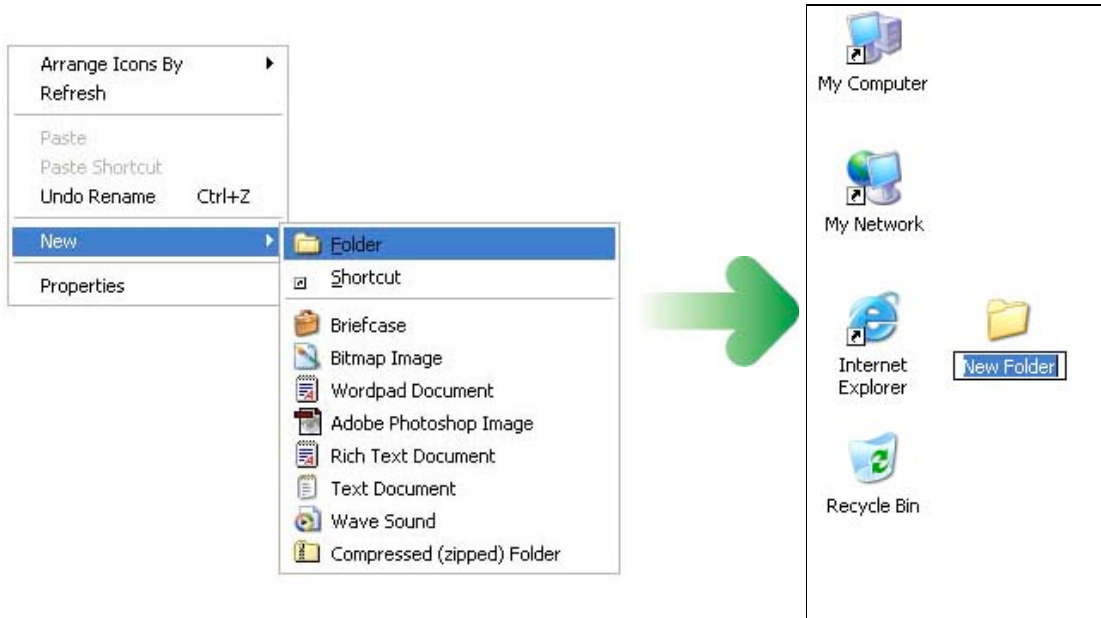 Arrange Icons By
Refresh
Paste
Paste Shortcut
Undo Rename Ctrl+Z
New
Properties
Folder
Shortcut
Briefcase
Bitmap Image
Wordpad Document
Adobe Photoshop Image
Rich Text Document
Text Document
Wave Sound
Compressed (zipped) Folder
My Computer
My Network
Internet
Explorer
New Folder
Recycle Bin